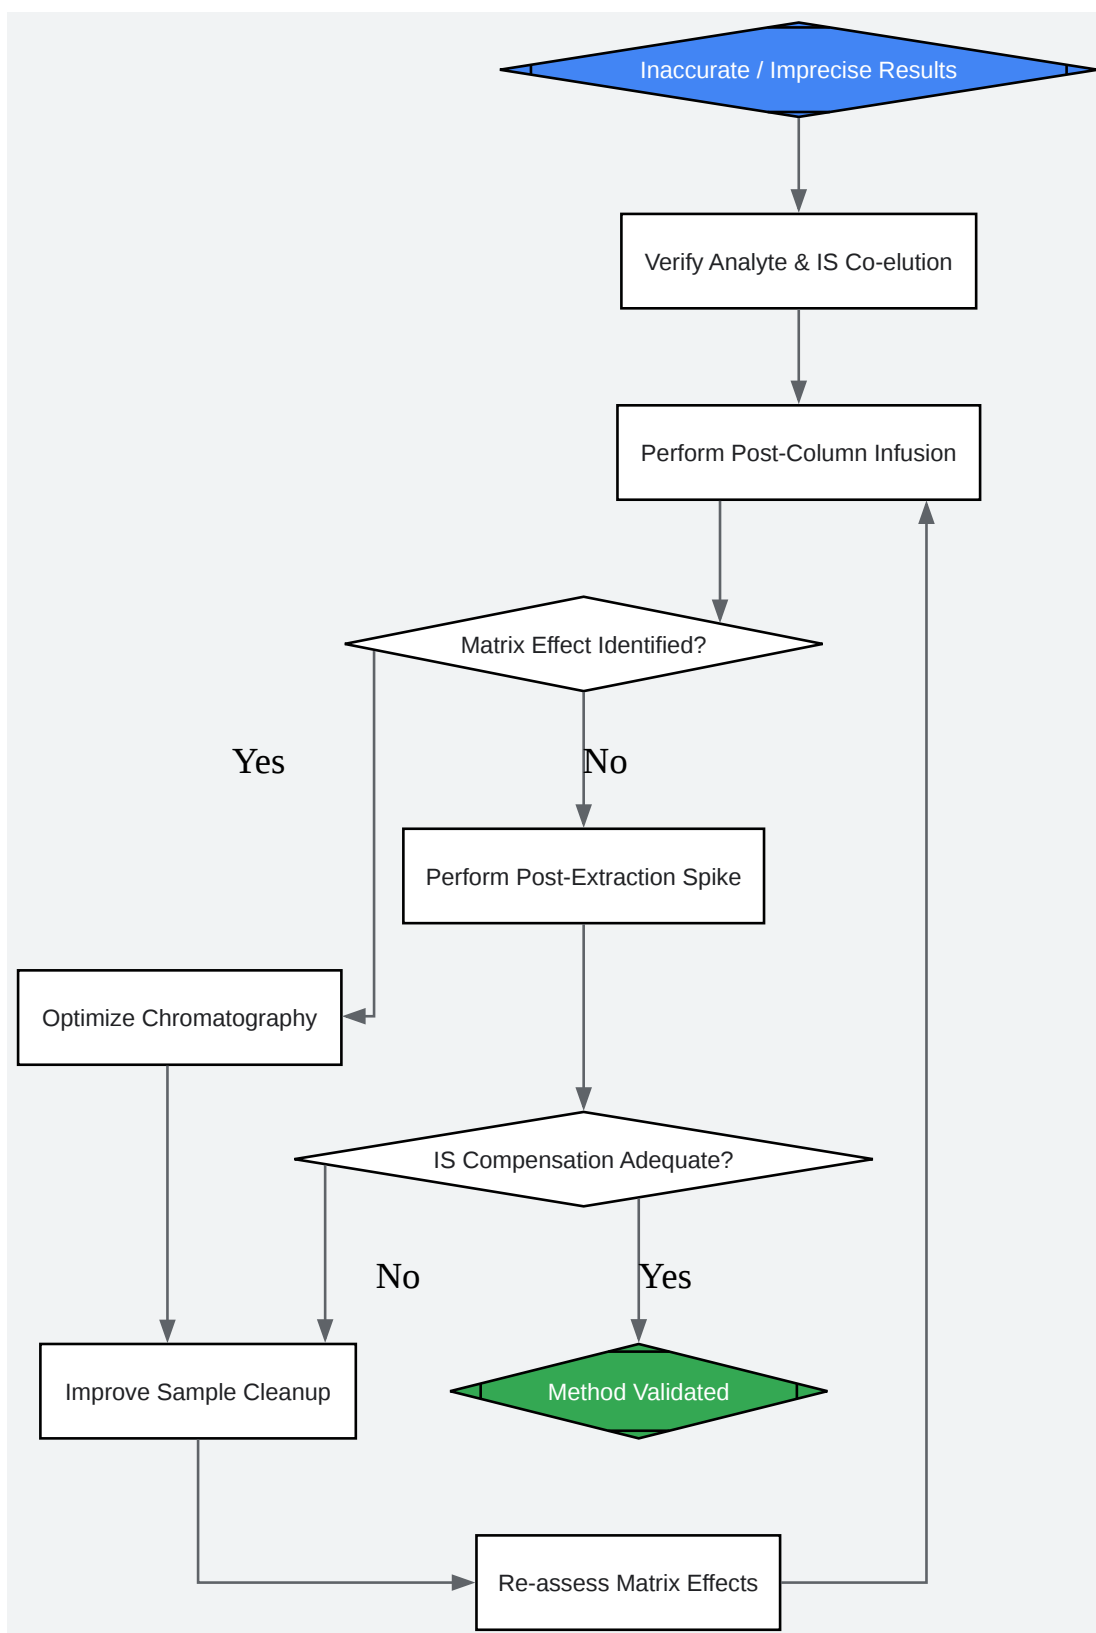 Inaccurate / Imprecise Results
Verify Analyte & IS Co-elution
Perform Post-Column Infusion
Matrix Effect Identified?
Yes
No
Perform Post-Extraction Spike
Optimize Chromatography
IS Compensation Adequate?
No
Yes
Improve Sample Cleanup
Method Validated
Re-assess Matrix Effects